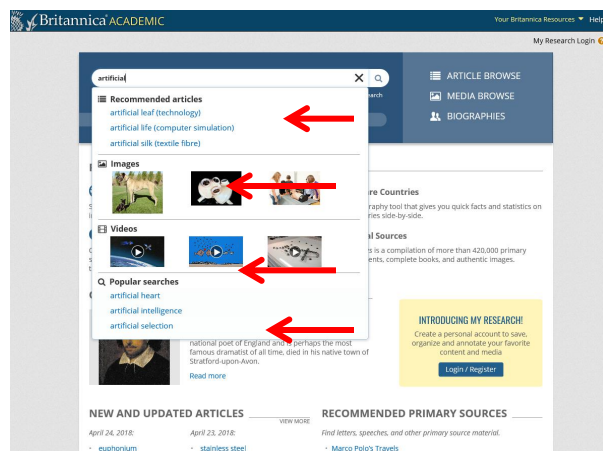 Britannica ACADEMIC
Your Britannica Resources
Help
My Research Login
artificial
ARTICLE BROWSE
MEDIA BROWSE
BIOGRAPHIES
Recommended articles
artificial leaf (technology)
artificial life (computer simulation)
artificial silk (textile fibre)
Images
Videos
Popular searches
artificial heart
artificial intelligence
artificial selection
Countries
tool that gives you quick facts and statistics on
side-by-side.
Sources
is a compilation of more than 420,000 primary
complete books, and authentic images.
national poet of England and is perhaps the most
famous dramatist of all time, died in his native town of
Stratford-upon-Avon.
Read more
INTRODUCING MY RESEARCH!
Create a personal account to save,
organize and annotate your favorite
content and media
Login / Register
NEW AND UPDATED ARTICLES
VIEW MORE
April 24, 2018:
April 23, 2018:
euphonium
stainless steel
RECOMMENDED PRIMARY SOURCES
Find letters, speeches, and other primary source material.
Marco Polo's Travels